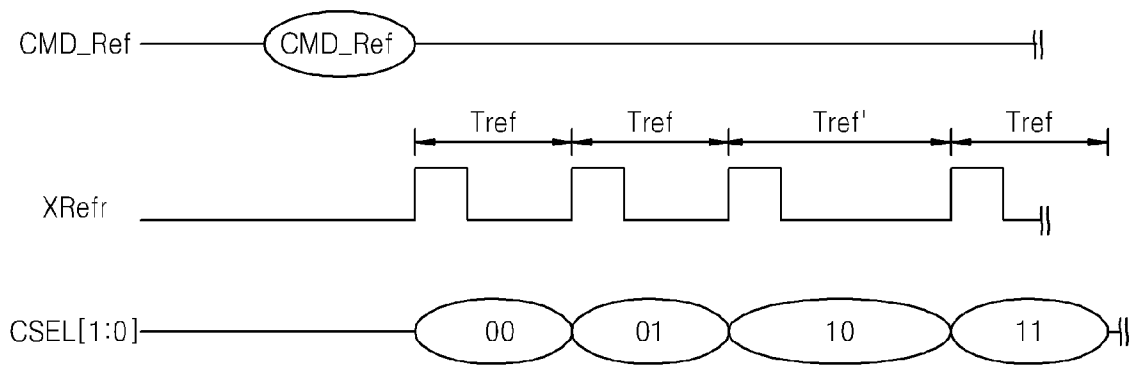 CMD_Ref CMD_Ref
Tref Tref Tref' Tref
XRefr
CSEL[1:0] 00 01 10 11